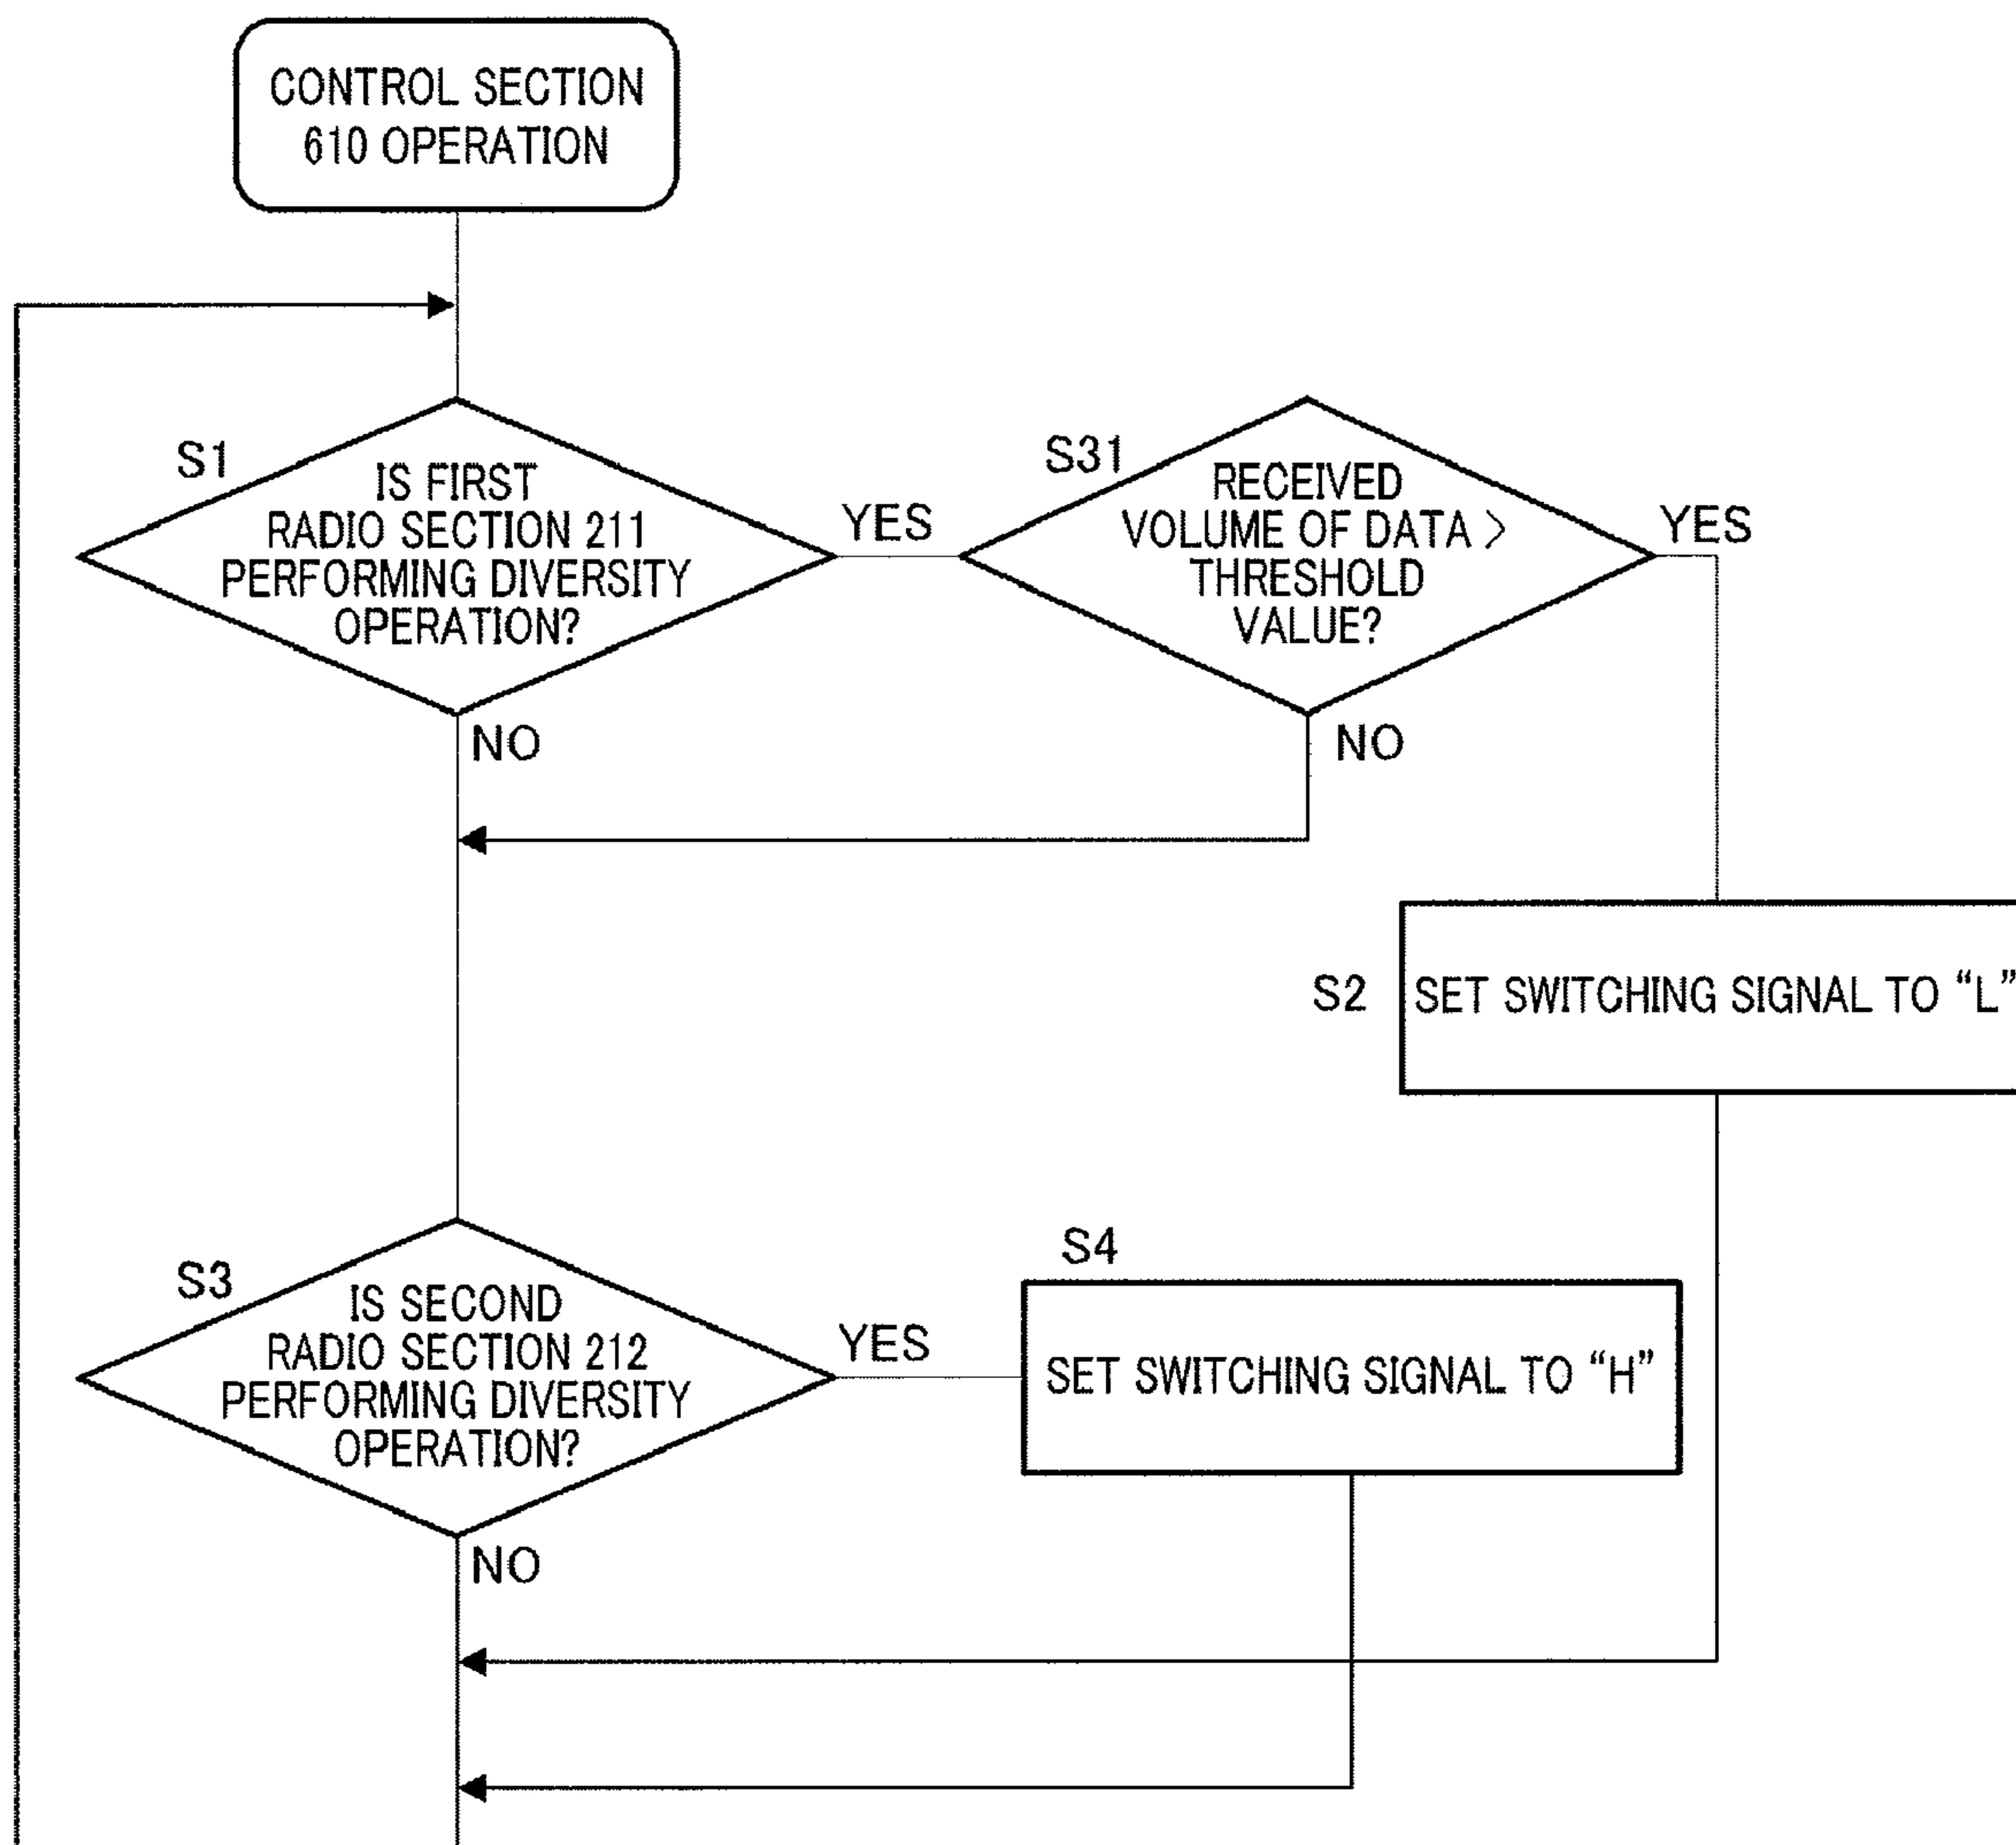 CONTROL SECTION
610 OPERATION
S1
IS FIRST
RADIO SECTION 211
PERFORMING DIVERSITY
OPERATION?
YES
NO
S31
RECEIVED
VOLUME OF DATA >
THRESHOLD
VALUE?
YES
NO
S2
SET SWITCHING SIGNAL TO “L”
S3
IS SECOND
RADIO SECTION 212
PERFORMING DIVERSITY
OPERATION?
YES
NO
S4
SET SWITCHING SIGNAL TO “H”